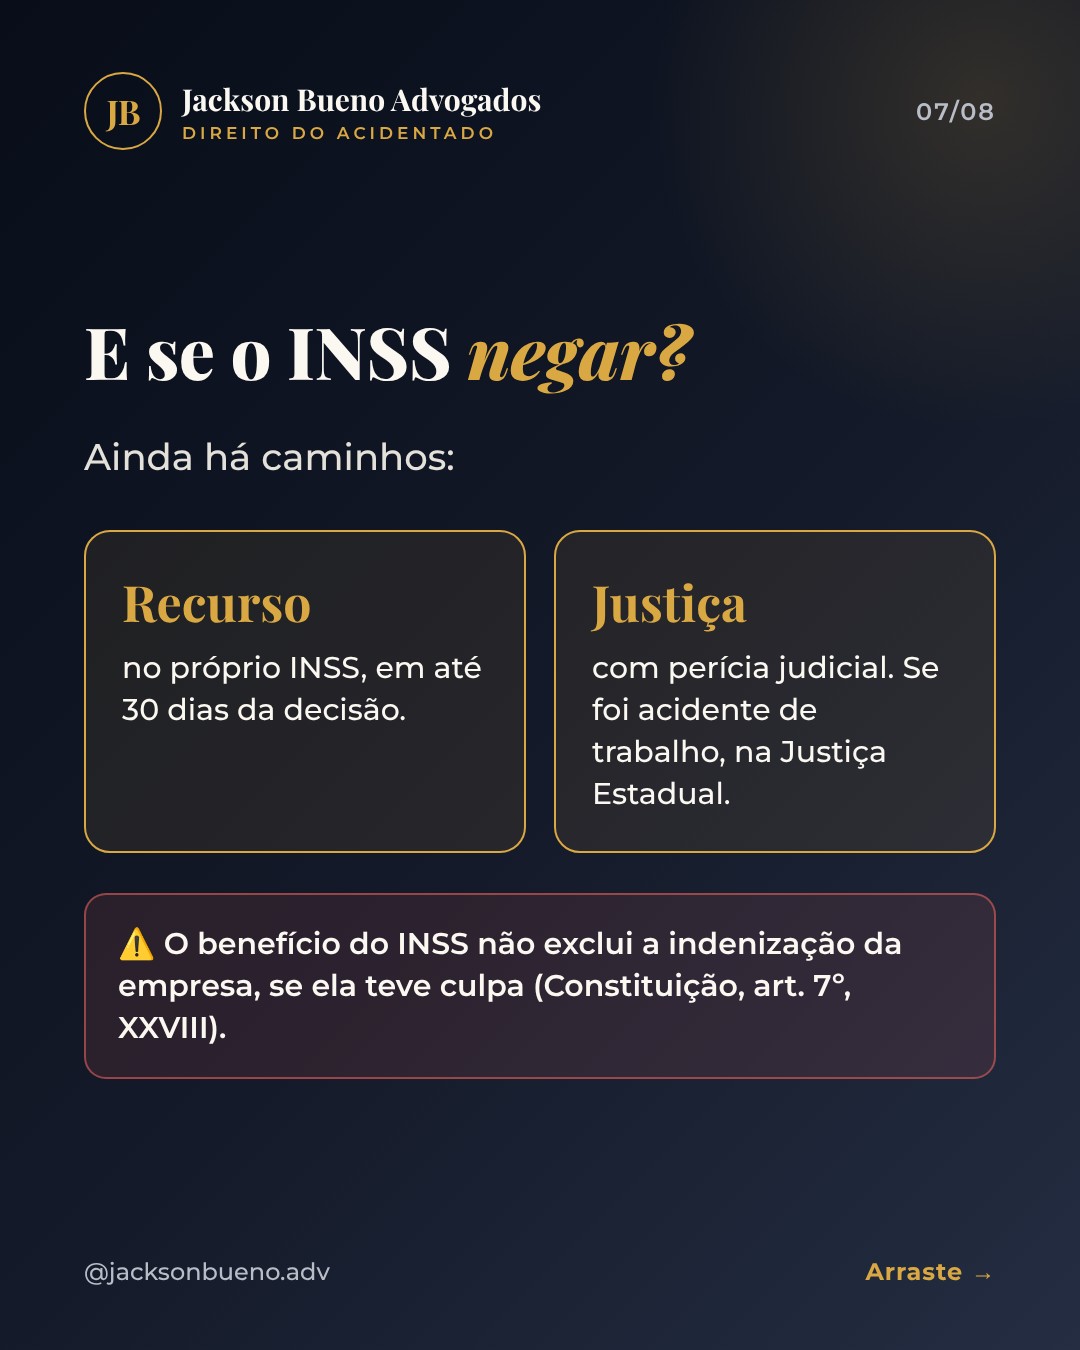 JB
Jackson Bueno Advogados
DIREITO DO ACIDENTADO
07/08
E se o INSS negar?
Ainda há caminhos:
Recurso
no próprio INSS, em até
30 dias da decisão.
Justiça
com perícia judicial. Se
foi acidente de
trabalho, na Justiça
Estadual.
⚠️ O benefício do INSS não exclui a indenização da
empresa, se ela teve culpa (Constituição, art. 7º,
XXVIII).
@jacksonbueno.adv
Arraste →